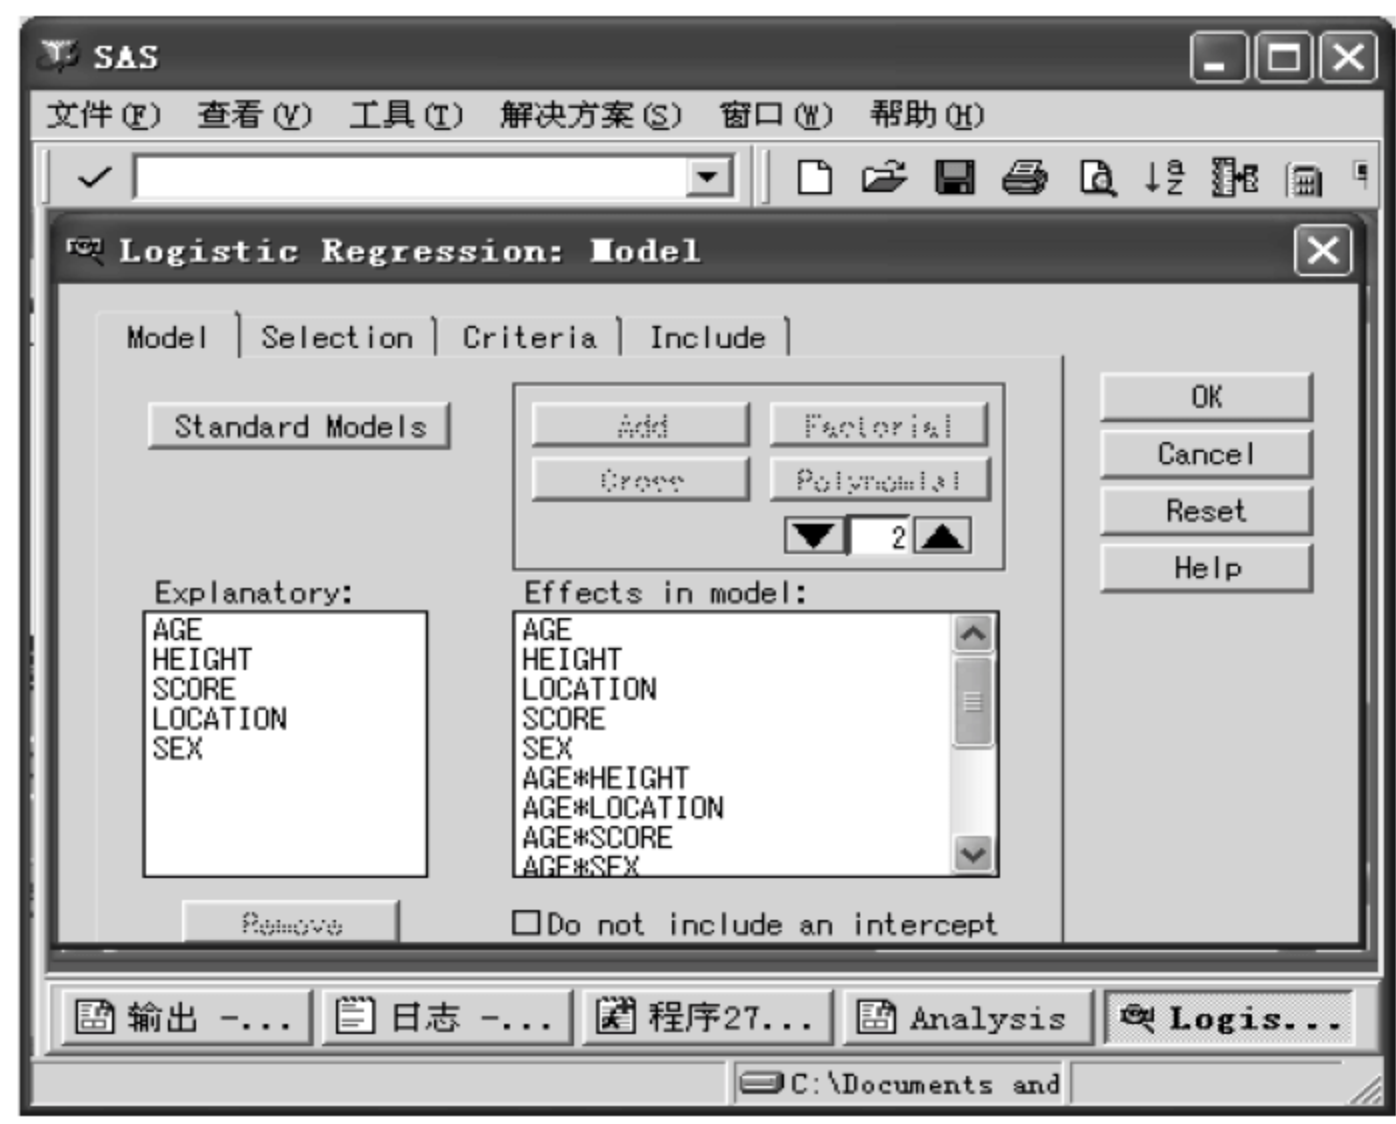 SAS
文件(F) 查看(V) 工具(T) 解决方案(S) 窗口(W) 帮助(H)
Logistic Regression: Model
Model Selection Criteria Include
Standard Models
Add Factorial
Cross Polynomial
2
OK
Cancel
Reset
Help
Explanatory:
AGE
HEIGHT
SCORE
LOCATION
SEX
Effects in model:
AGE
HEIGHT
LOCATION
SCORE
SEX
AGE*HEIGHT
AGE*LOCATION
AGE*SCORE
AGE*SEX
Remove
Do not include an intercept
输出 -... 日志 -... 程序27... Analysis Logis...
C:\Documents and